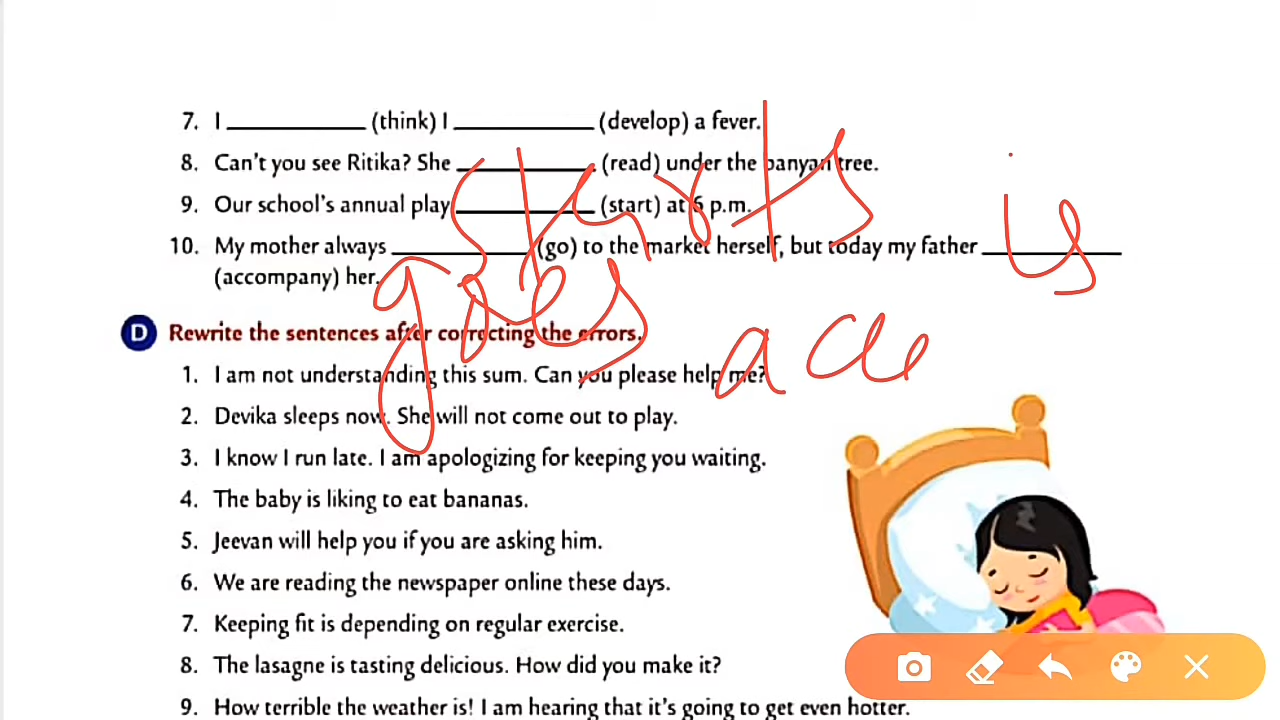 7. I ____________ (think) I ____________ (develop) a fever.
8. Can't you see Ritika? She ____________ (read) under the banyan tree.
9. Our school's annual play ____________ (start) at 6 p.m.
10. My mother always ____________ (go) to the market herself, but today my father ____________
(accompany) her.
starts is
goes acc
D Rewrite the sentences after correcting the errors.
1. I am not understanding this sum. Can you please help me?
2. Devika sleeps now. She will not come out to play.
3. I know I run late. I am apologizing for keeping you waiting.
4. The baby is liking to eat bananas.
5. Jeevan will help you if you are asking him.
6. We are reading the newspaper online these days.
7. Keeping fit is depending on regular exercise.
8. The lasagne is tasting delicious. How did you make it?
9. How terrible the weather is! I am hearing that it's going to get even hotter.